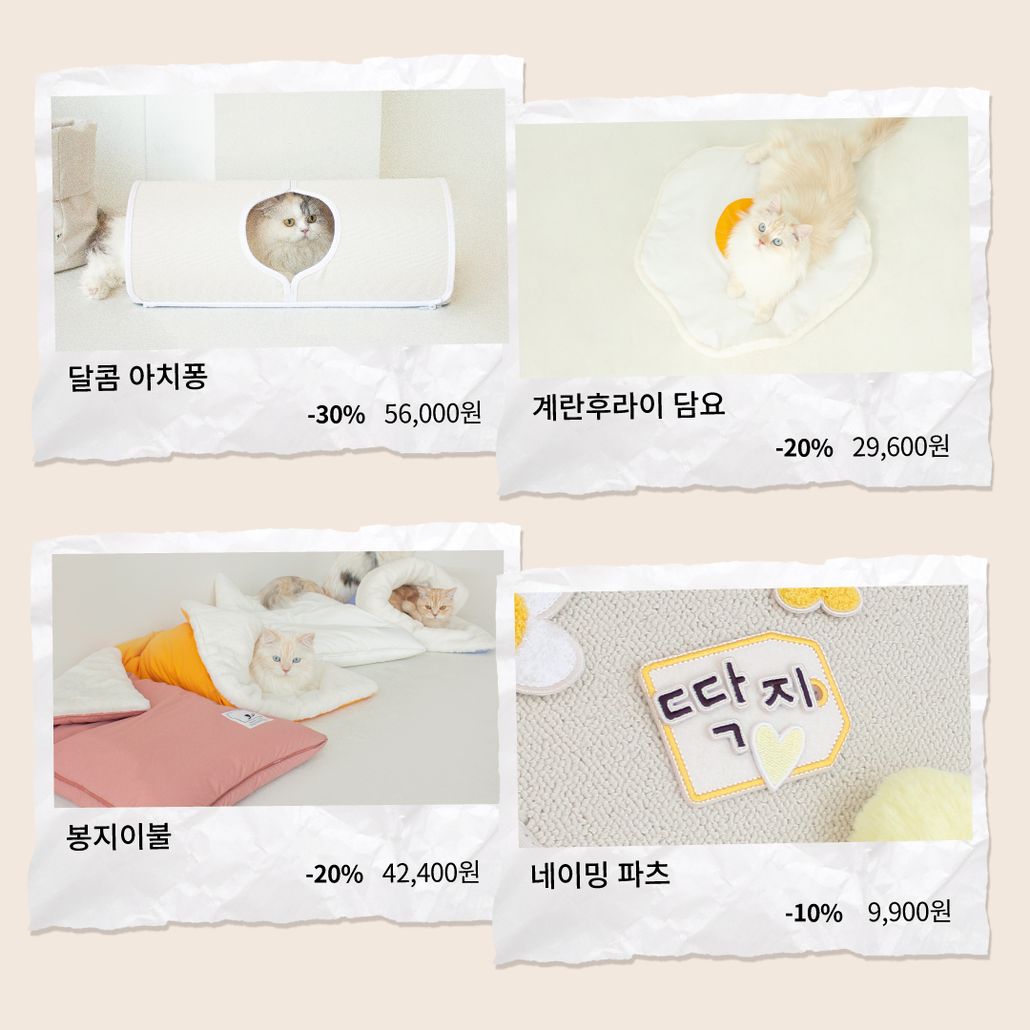 달콤 아치퐁
-30% 56,000원
계란후라이 담요
-20% 29,600원
봉지이불
-20% 42,400원
딱지
네이밍 파츠
-10% 9,900원